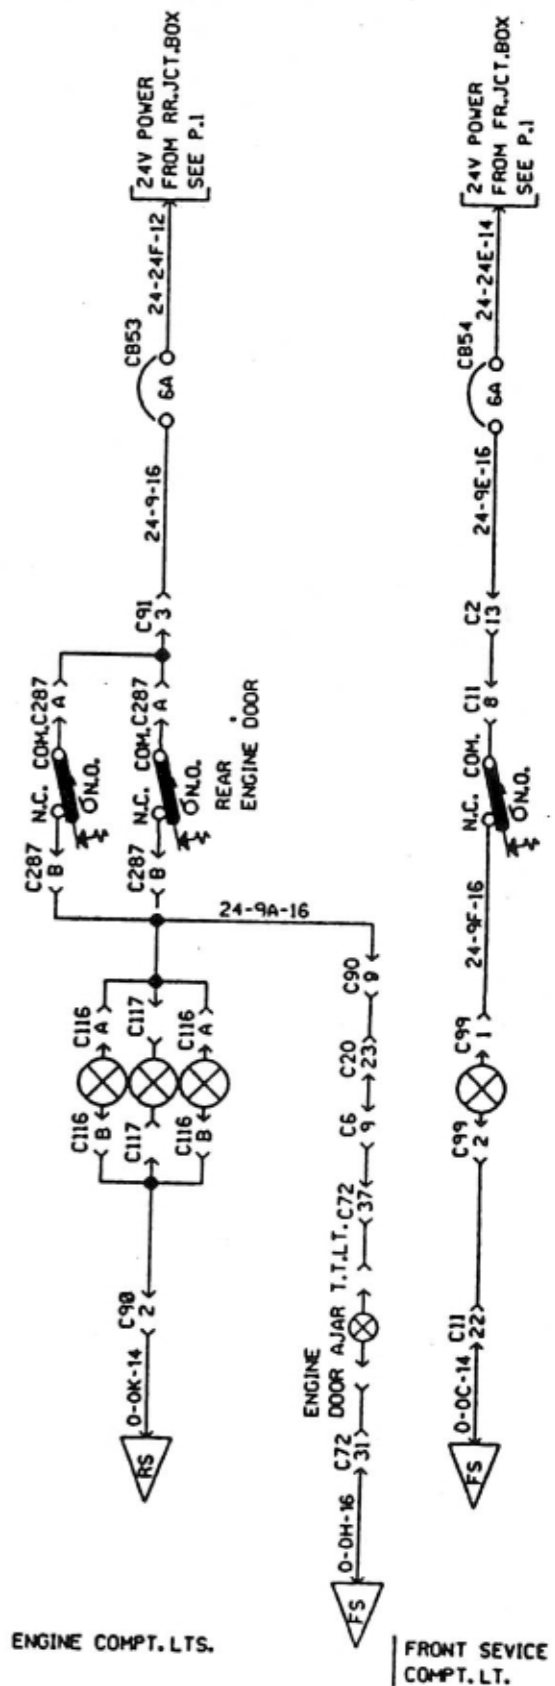 24V POWER
FROM RR.JCT.BOX
SEE P.1
24-24F-12
CB53
6A
24-9-16
C91
3
C287
A
COM.
N.C.
N.O.
C287
B
C287
A
COM.
N.C.
N.O.
C287
B
REAR
ENGINE DOOR
24-9A-16
C116
A
C117
C116
A
C116
B
C117
C116
B
C90
2
0-0K-14
RS
C90
9
C20
23
C6
9
C72
37
ENGINE
DOOR AJAR T.T.LT.
C72
31
0-0H-16
FS
ENGINE COMPT.LTS.
24V POWER
FROM FR.JCT.BOX
SEE P.1
24-24E-14
CB54
6A
24-9E-16
C2
13
C11
8
COM.
N.C.
N.O.
24-9F-16
C99
1
C99
2
C11
22
0-0C-14
FS
FRONT SEVICE
COMPT.LT.